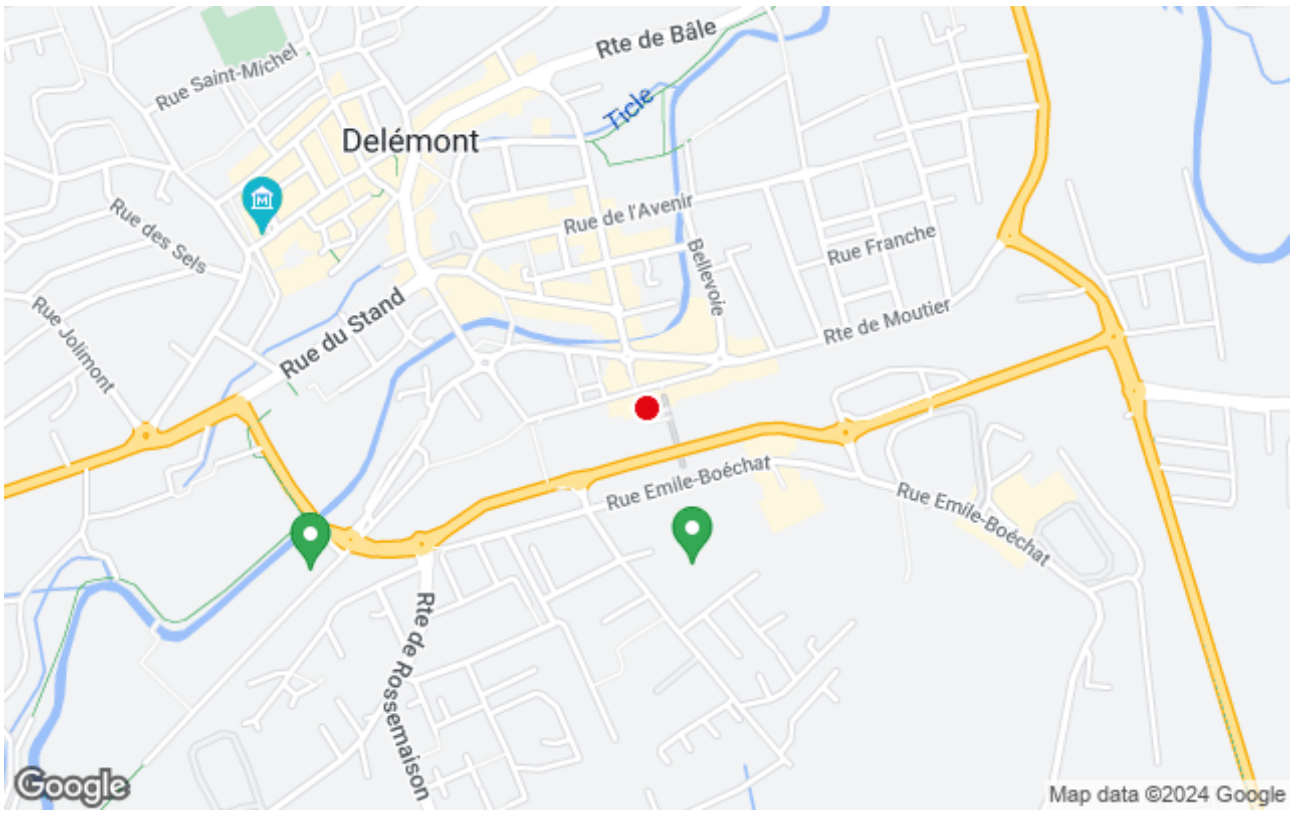 Rte de Bâle
Rue Saint-Michel
Ticle
Delémont
M
Rue de l'Avenir
Rue des Sels
Rue Franche
Bellevoie
Rue du Stand
Rue Jolimont
Rte de Moutier
Rue Emile-Boéchat
Rue Emile-Boéchat
Rte de Rossemaison
Google
Map data ©2024 Google